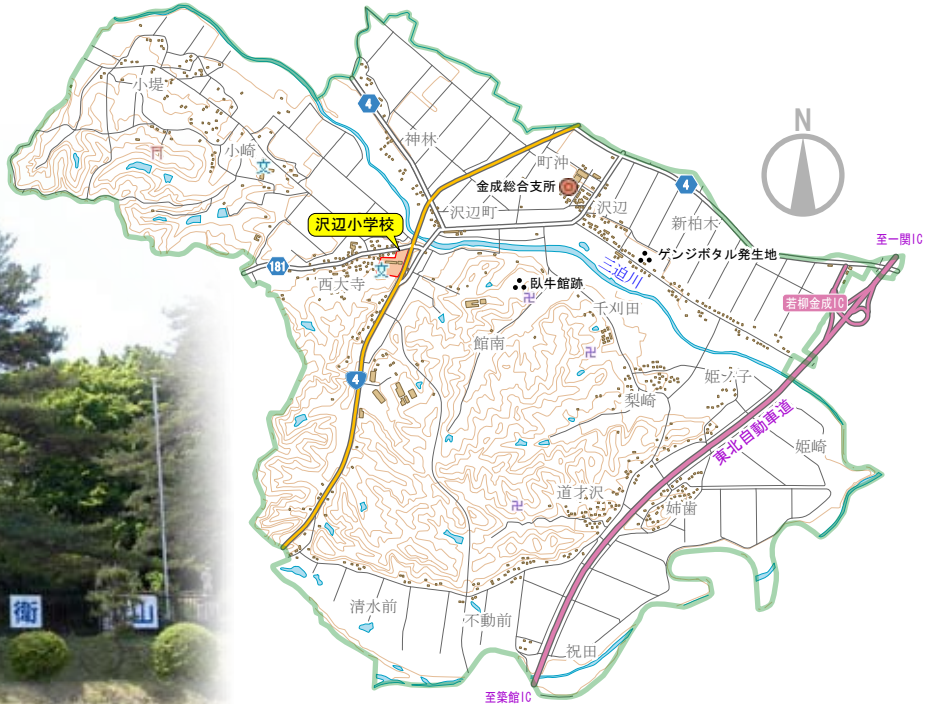 小堤
4
神林
小崎
文
町沖
金成総合支所
4
沢辺町
沢辺
新柏木
N
沢辺小学校
至一関IC
181
文
西大寺
ゲンジボタル発生地
三迫川
臥牛館跡
卍
千刈田
若柳金成IC
館南
卍
4
姫ノ子
梨崎
東北自動車道
姫崎
道才沢
卍
姉歯
清水前
不動前
祝田
至築館IC
衛
山